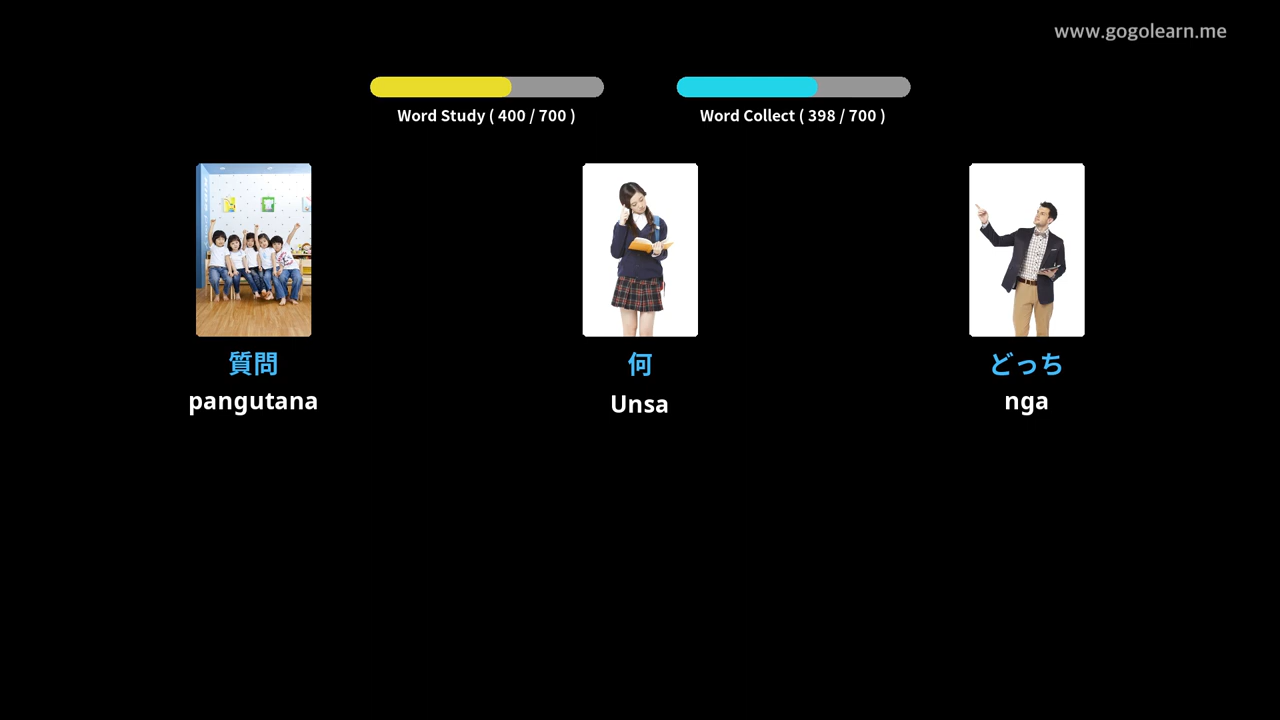 www.gogolearn.me
Word Study ( 400 / 700 )
Word Collect ( 398 / 700 )
質問
何
どっち
pangutana
Unsa
nga